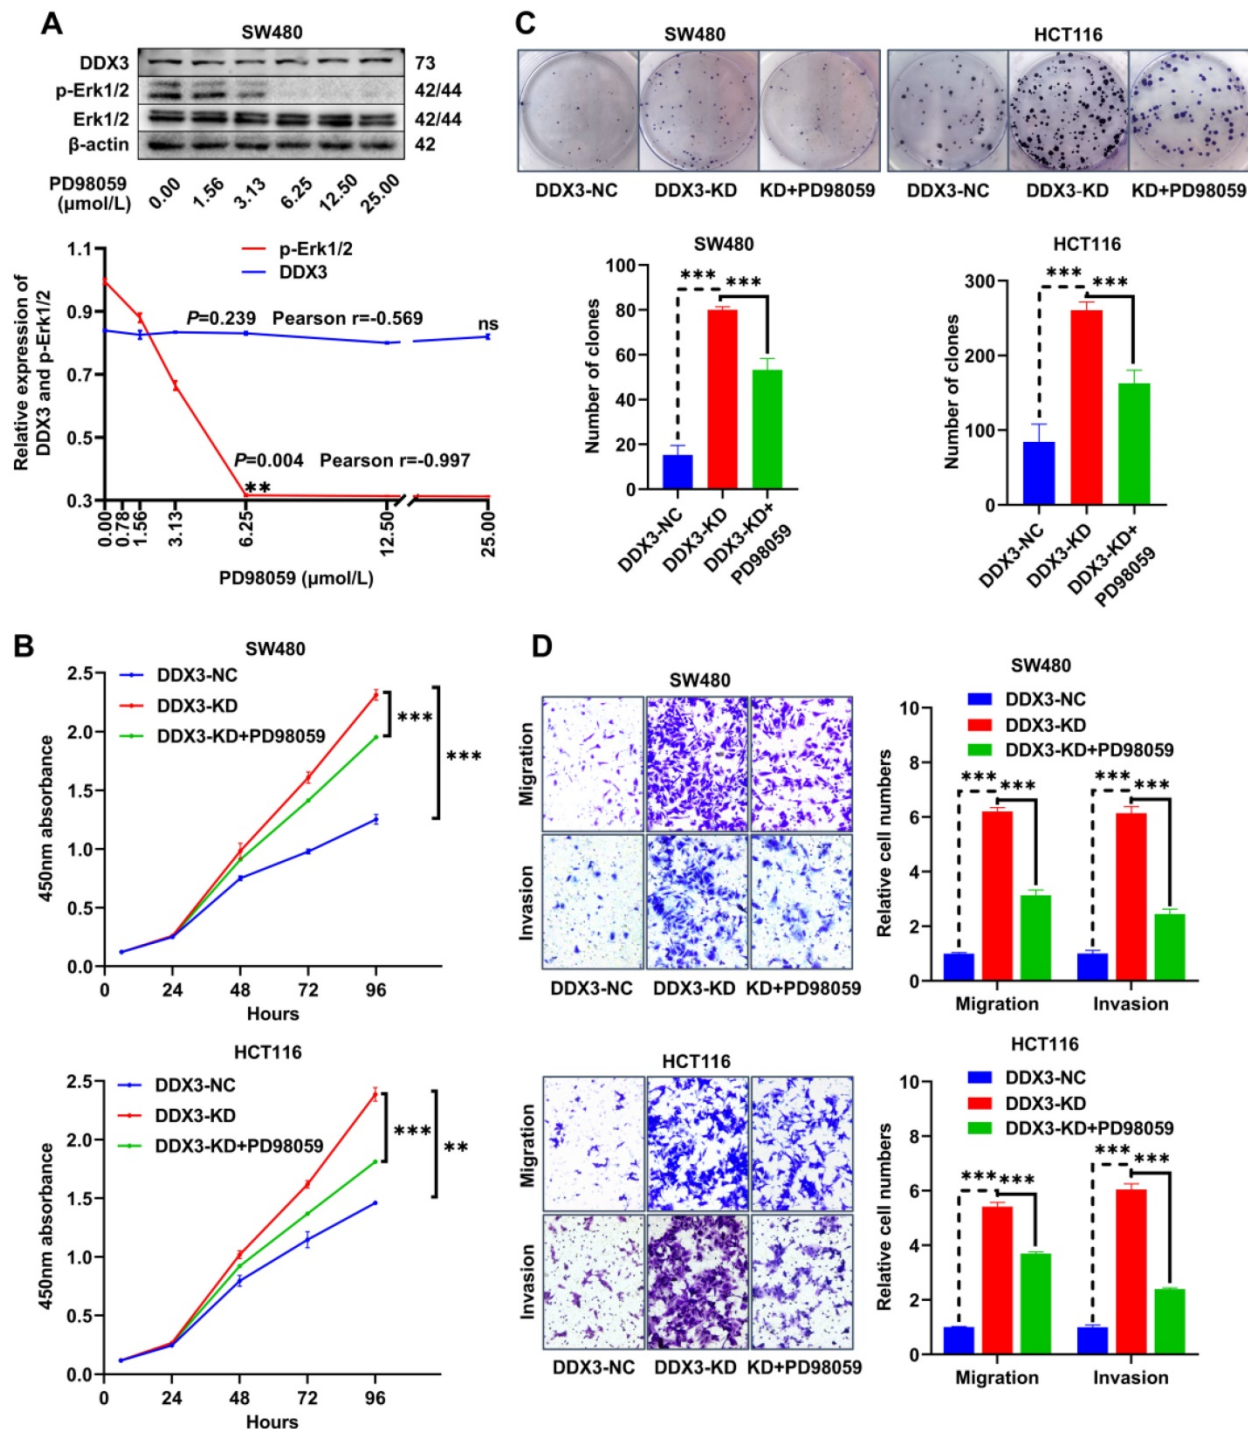 A
SW480
DDX3 73
p-Erk1/2 42/44
Erk1/2 42/44
β-actin 42
PD98059
(μmol/L)
0.00 1.56 3.13 6.25 12.50 25.00
p-Erk1/2
DDX3
Relative expression of
DDX3 and p-Erk1/2
1.1
0.9
0.7
0.5
0.3
P=0.239 Pearson r=-0.569
ns
P=0.004 Pearson r=-0.997
**
0.00 0.78 1.56 3.13 6.25 12.50 25.00
PD98059 (μmol/L)
C
SW480 HCT116
DDX3-NC DDX3-KD KD+PD98059 DDX3-NC DDX3-KD KD+PD98059
SW480
Number of clones
100
80
60
40
20
0
*** ***
DDX3-NC DDX3-KD DDX3-KD+
PD98059
HCT116
Number of clones
300
200
100
0
*** ***
DDX3-NC DDX3-KD DDX3-KD+
PD98059
B
SW480
DDX3-NC
DDX3-KD
DDX3-KD+PD98059
450nm absorbance
2.5
2.0
1.5
1.0
0.5
0.0
***
***
0 24 48 72 96
Hours
HCT116
DDX3-NC
DDX3-KD
DDX3-KD+PD98059
450nm absorbance
2.5
2.0
1.5
1.0
0.5
0.0
***
**
0 24 48 72 96
Hours
D
SW480
Migration
Invasion
DDX3-NC DDX3-KD KD+PD98059
SW480
DDX3-NC
DDX3-KD
DDX3-KD+PD98059
Relative cell numbers
10
8
6
4
2
0
*** *** *** ***
Migration Invasion
HCT116
Migration
Invasion
DDX3-NC DDX3-KD KD+PD98059
HCT116
DDX3-NC
DDX3-KD
DDX3-KD+PD98059
Relative cell numbers
10
8
6
4
2
0
*** *** *** ***
Migration Invasion